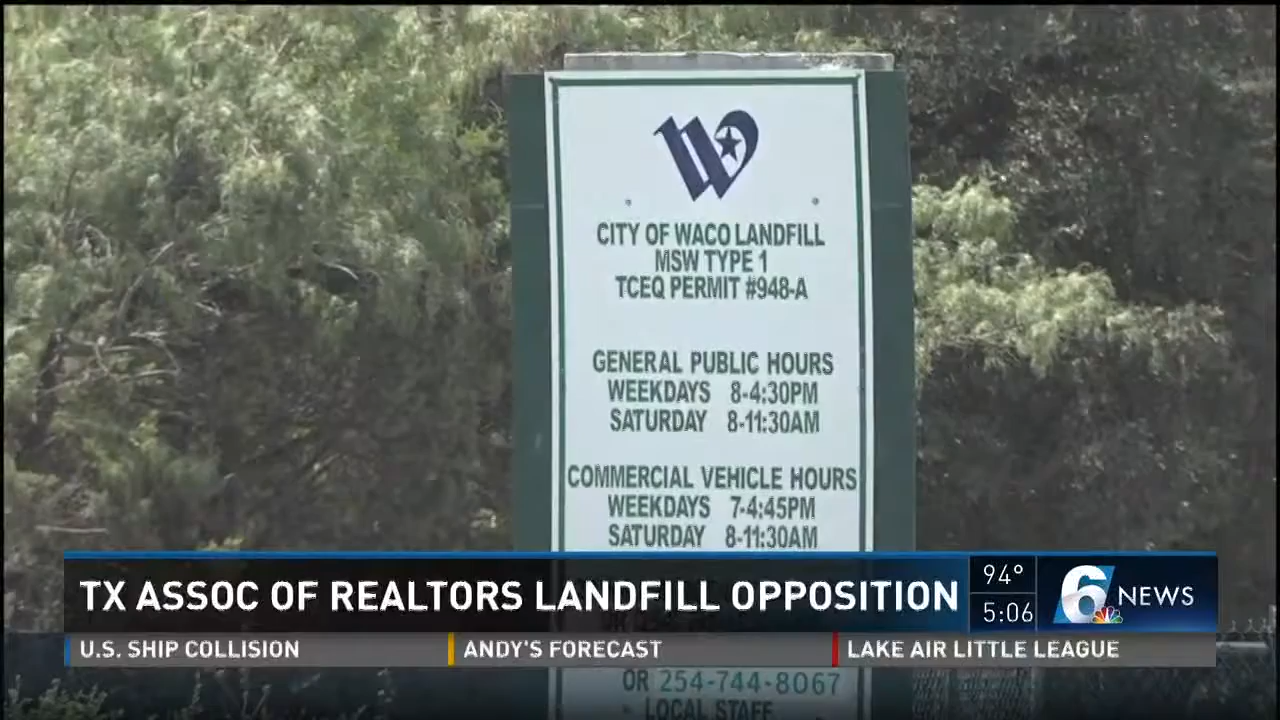 W
CITY OF WACO LANDFILL
MSW TYPE 1
TCEQ PERMIT #948-A
GENERAL PUBLIC HOURS
WEEKDAYS 8-4:30PM
SATURDAY 8-11:30AM
COMMERCIAL VEHICLE HOURS
WEEKDAYS 7-4:45PM
SATURDAY 8-11:30AM
TX ASSOC OF REALTORS LANDFILL OPPOSITION
94°
5:06
6 NEWS
U.S. SHIP COLLISION
ANDY'S FORECAST
LAKE AIR LITTLE LEAGUE
OR 254-744-8067
LOCAL STAFF